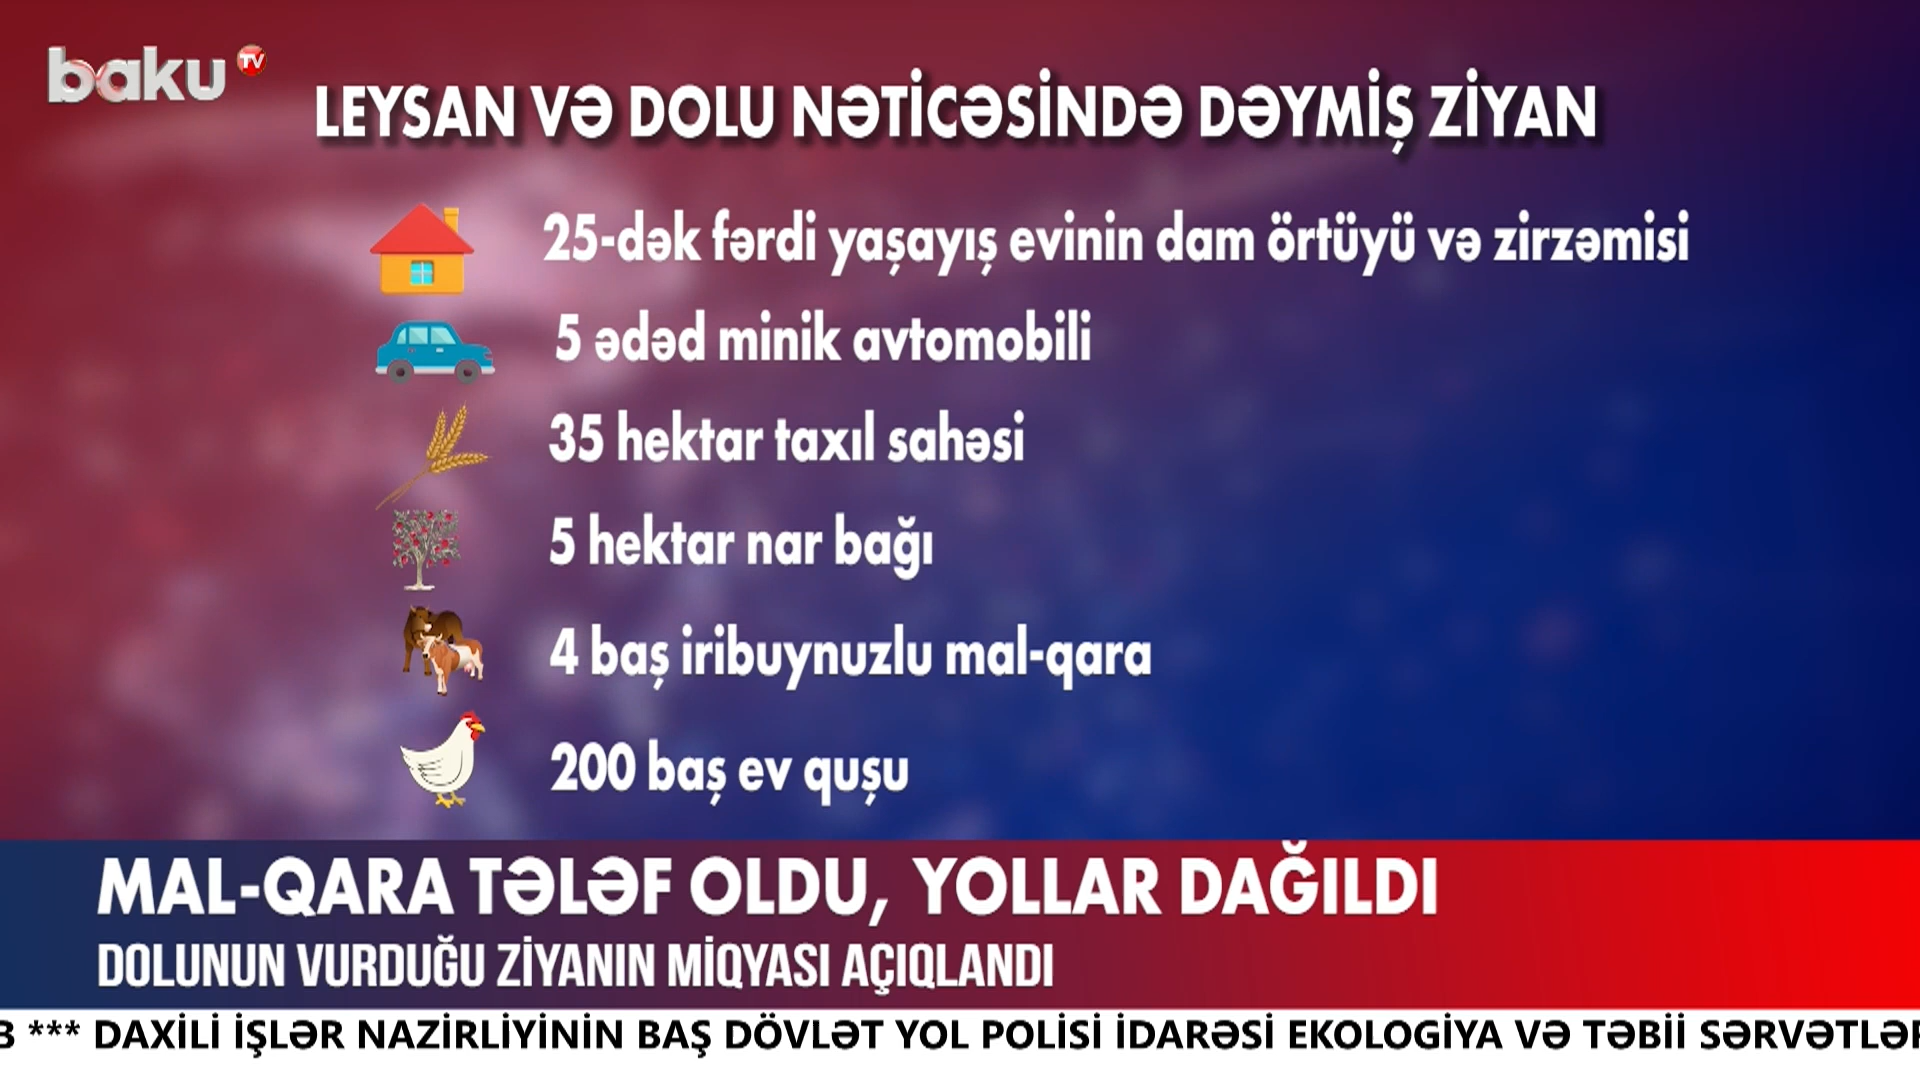 baku TV
LEYSAN VƏ DOLU NƏTİCƏSİNDƏ DƏYMİŞ ZİYAN
25-dək fərdi yaşayış evinin dam örtüyü və zirzəmisi
5 ədəd minik avtomobili
35 hektar taxıl sahəsi
5 hektar nar bağı
4 baş iribuynuzlu mal-qara
200 baş ev quşu
MAL-QARA TƏLƏF OLDU, YOLLAR DAĞILDI
DOLUNUN VURDUĞU ZİYANIN MİQYASI AÇIQLANDI
*** DAXİLİ İŞLƏR NAZİRLİYİNİN BAŞ DÖVLƏT YOL POLİSİ İDARƏSİ EKOLOGİYA VƏ TƏBİİ